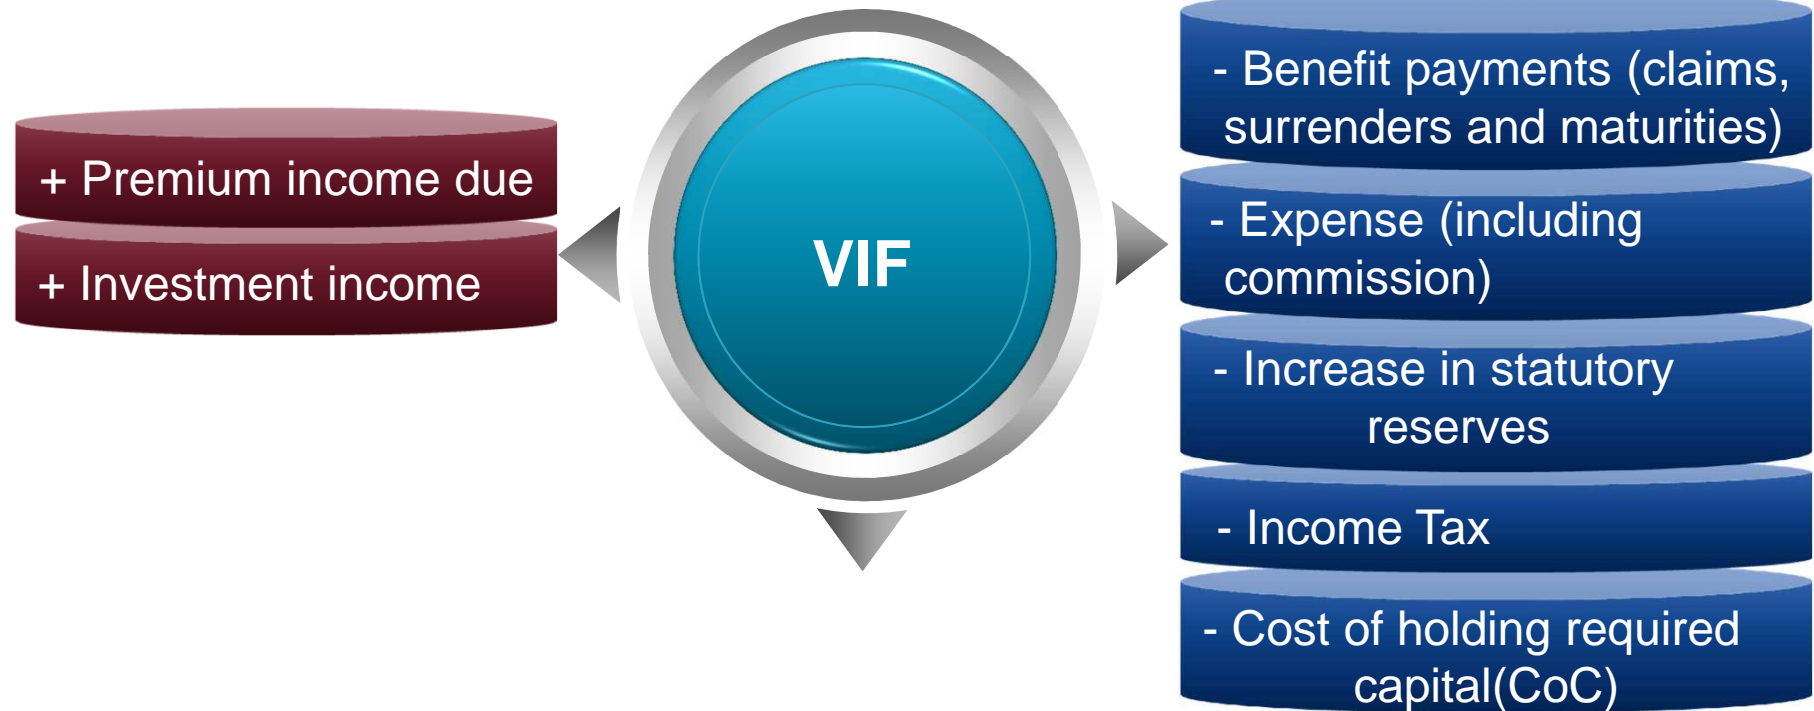 + Premium income due
+ Investment income
VIF
- Benefit payments (claims,
surrenders and maturities)
- Expense (including
commission)
- Increase in statutory
reserves
- Income Tax
- Cost of holding required
capital(CoC)